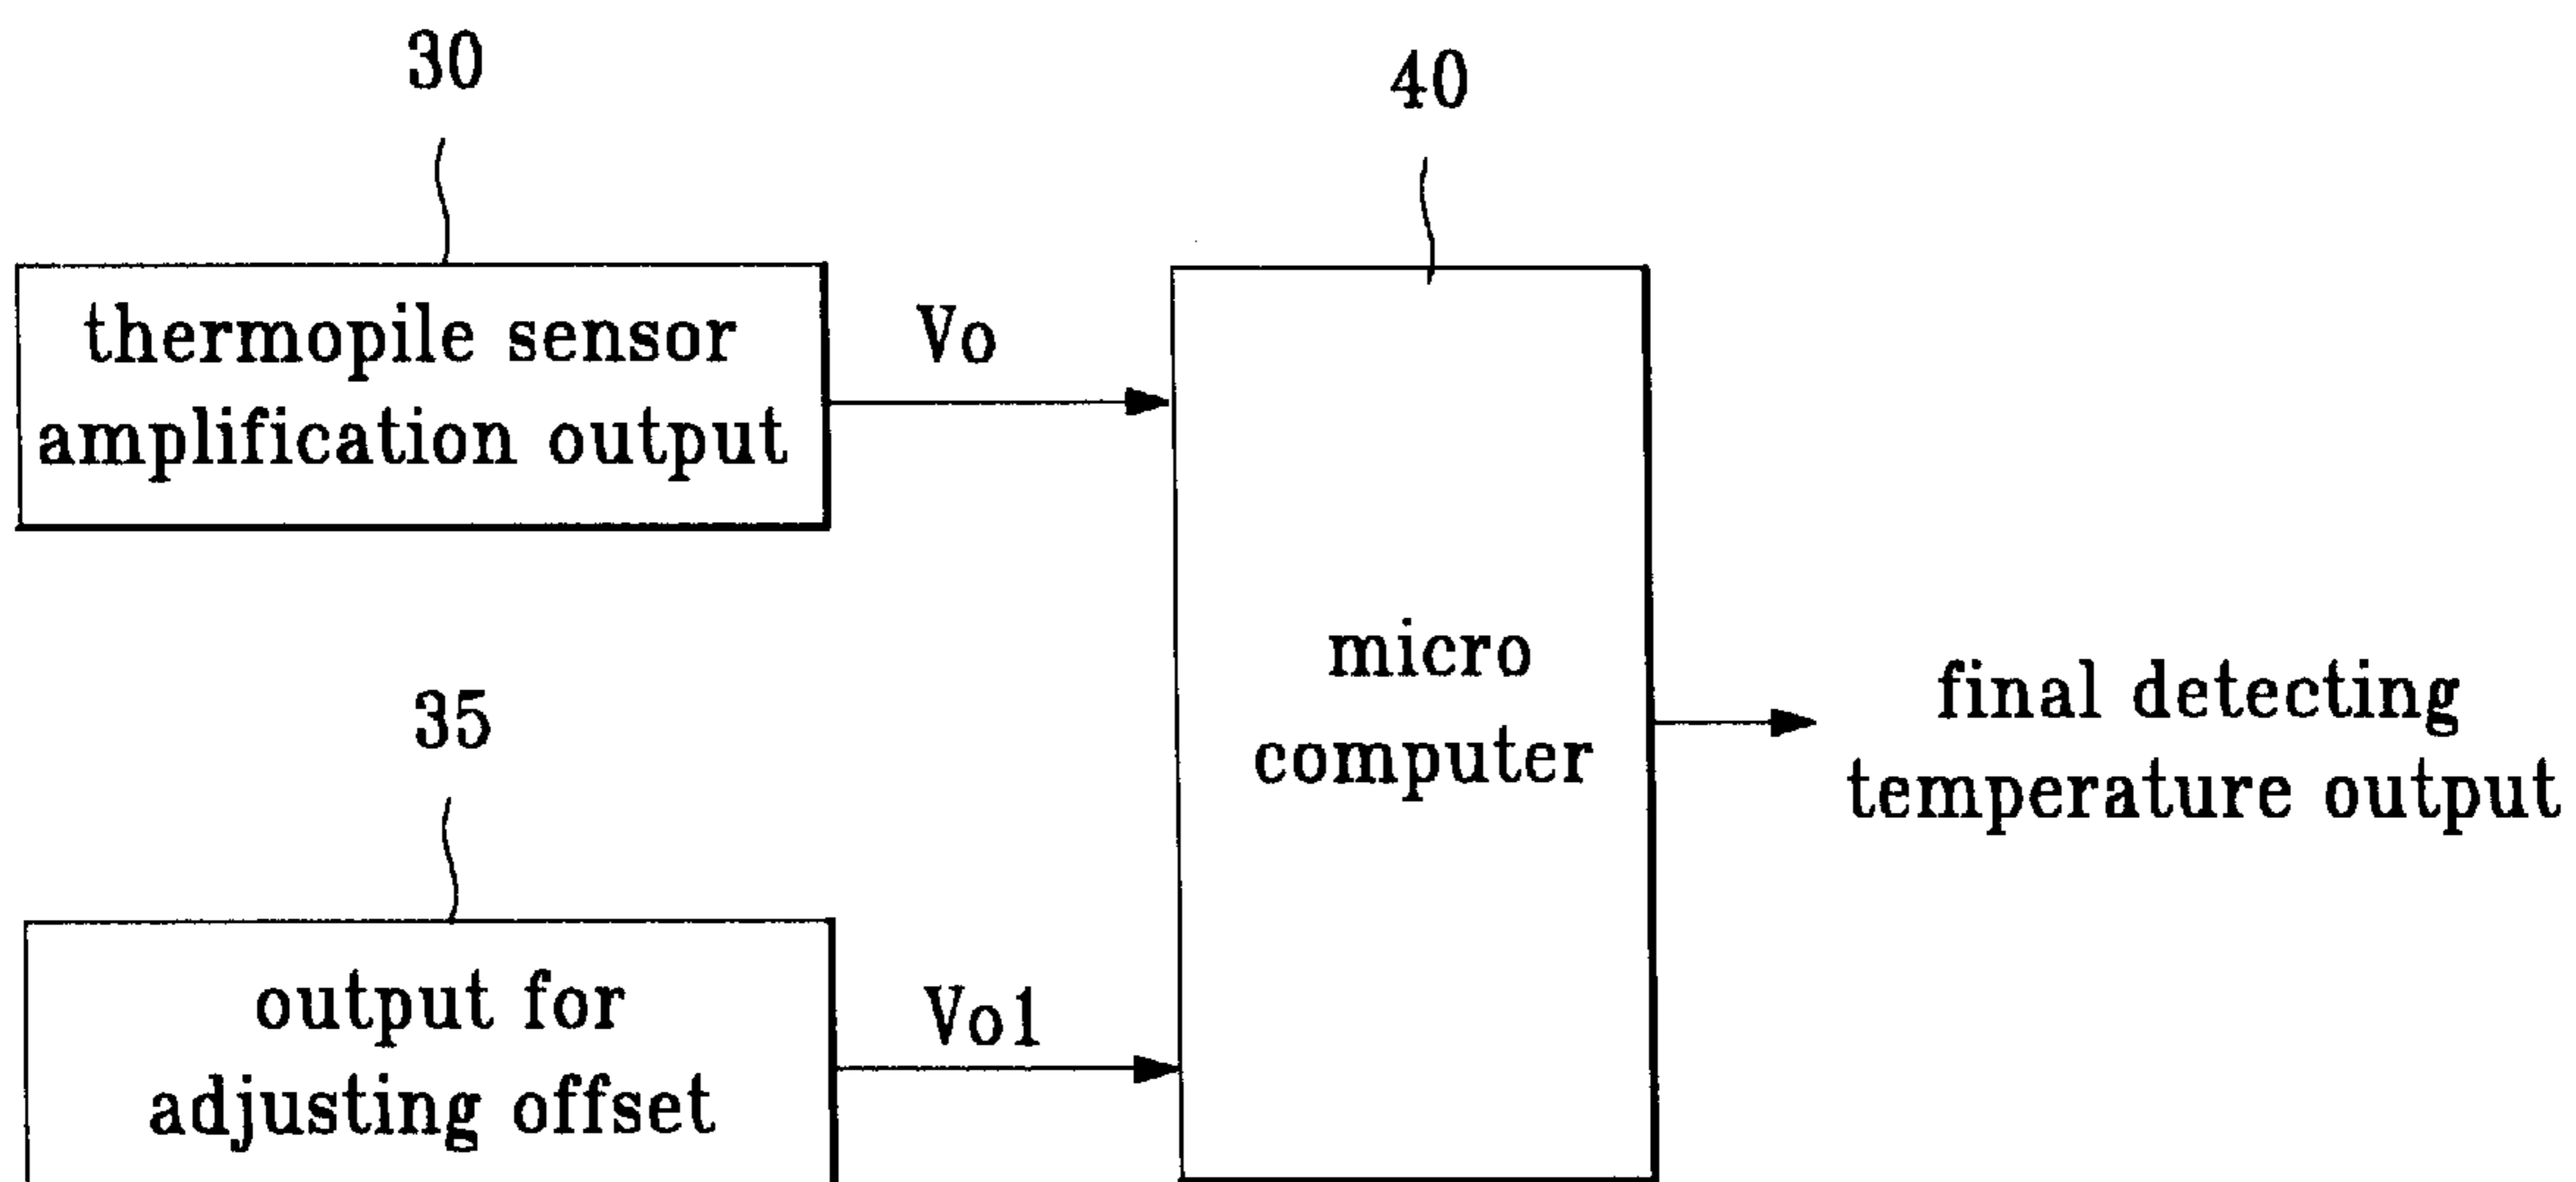 30
40
thermopile sensor
amplification output
Vo
micro
computer
final detecting
temperature output
35
output for
adjusting offset
Vo1